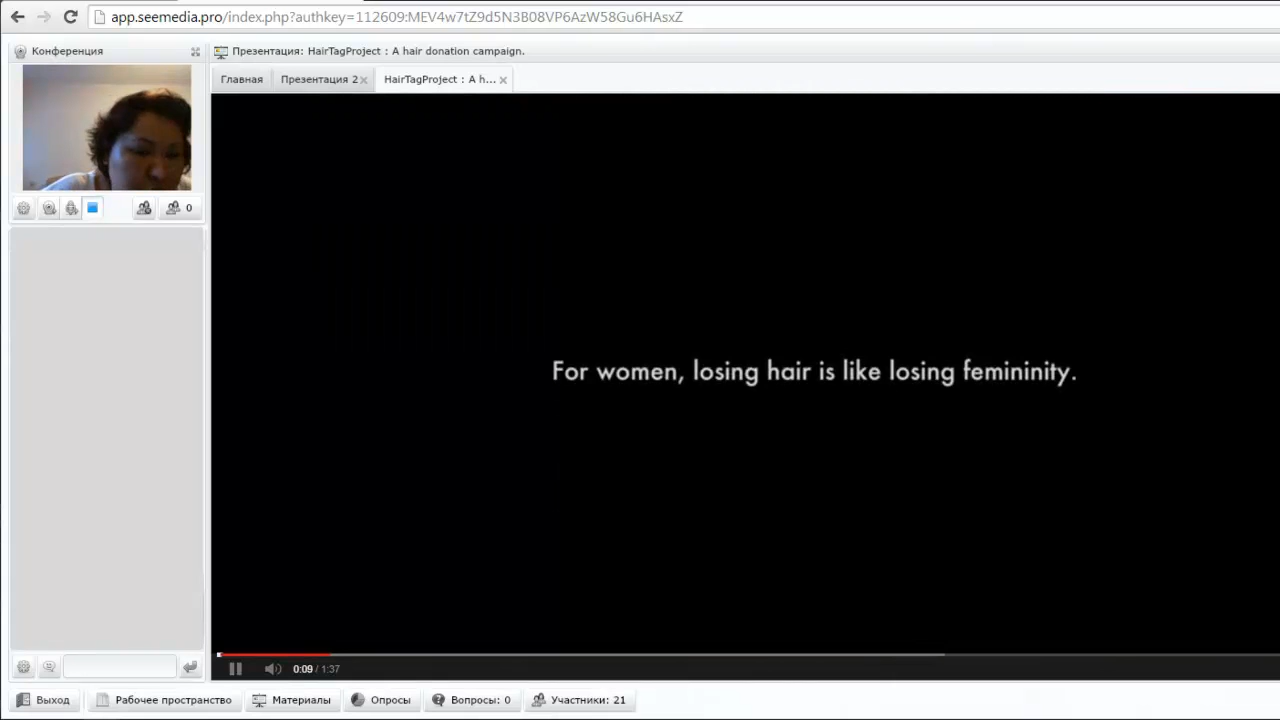 app.seemedia.pro/index.php?authkey=112609:MEV4w7tZ9d5N3B08VP6AzW58Gu6HAsxZ
Конференция
Презентация: HairTagProject : A hair donation campaign.
Главная
Презентация 2
HairTagProject : A h...
0
For women, losing hair is like losing femininity.
0:09 / 1:37
Выход
Рабочее пространство
Материалы
Опросы
Вопросы: 0
Участники: 21